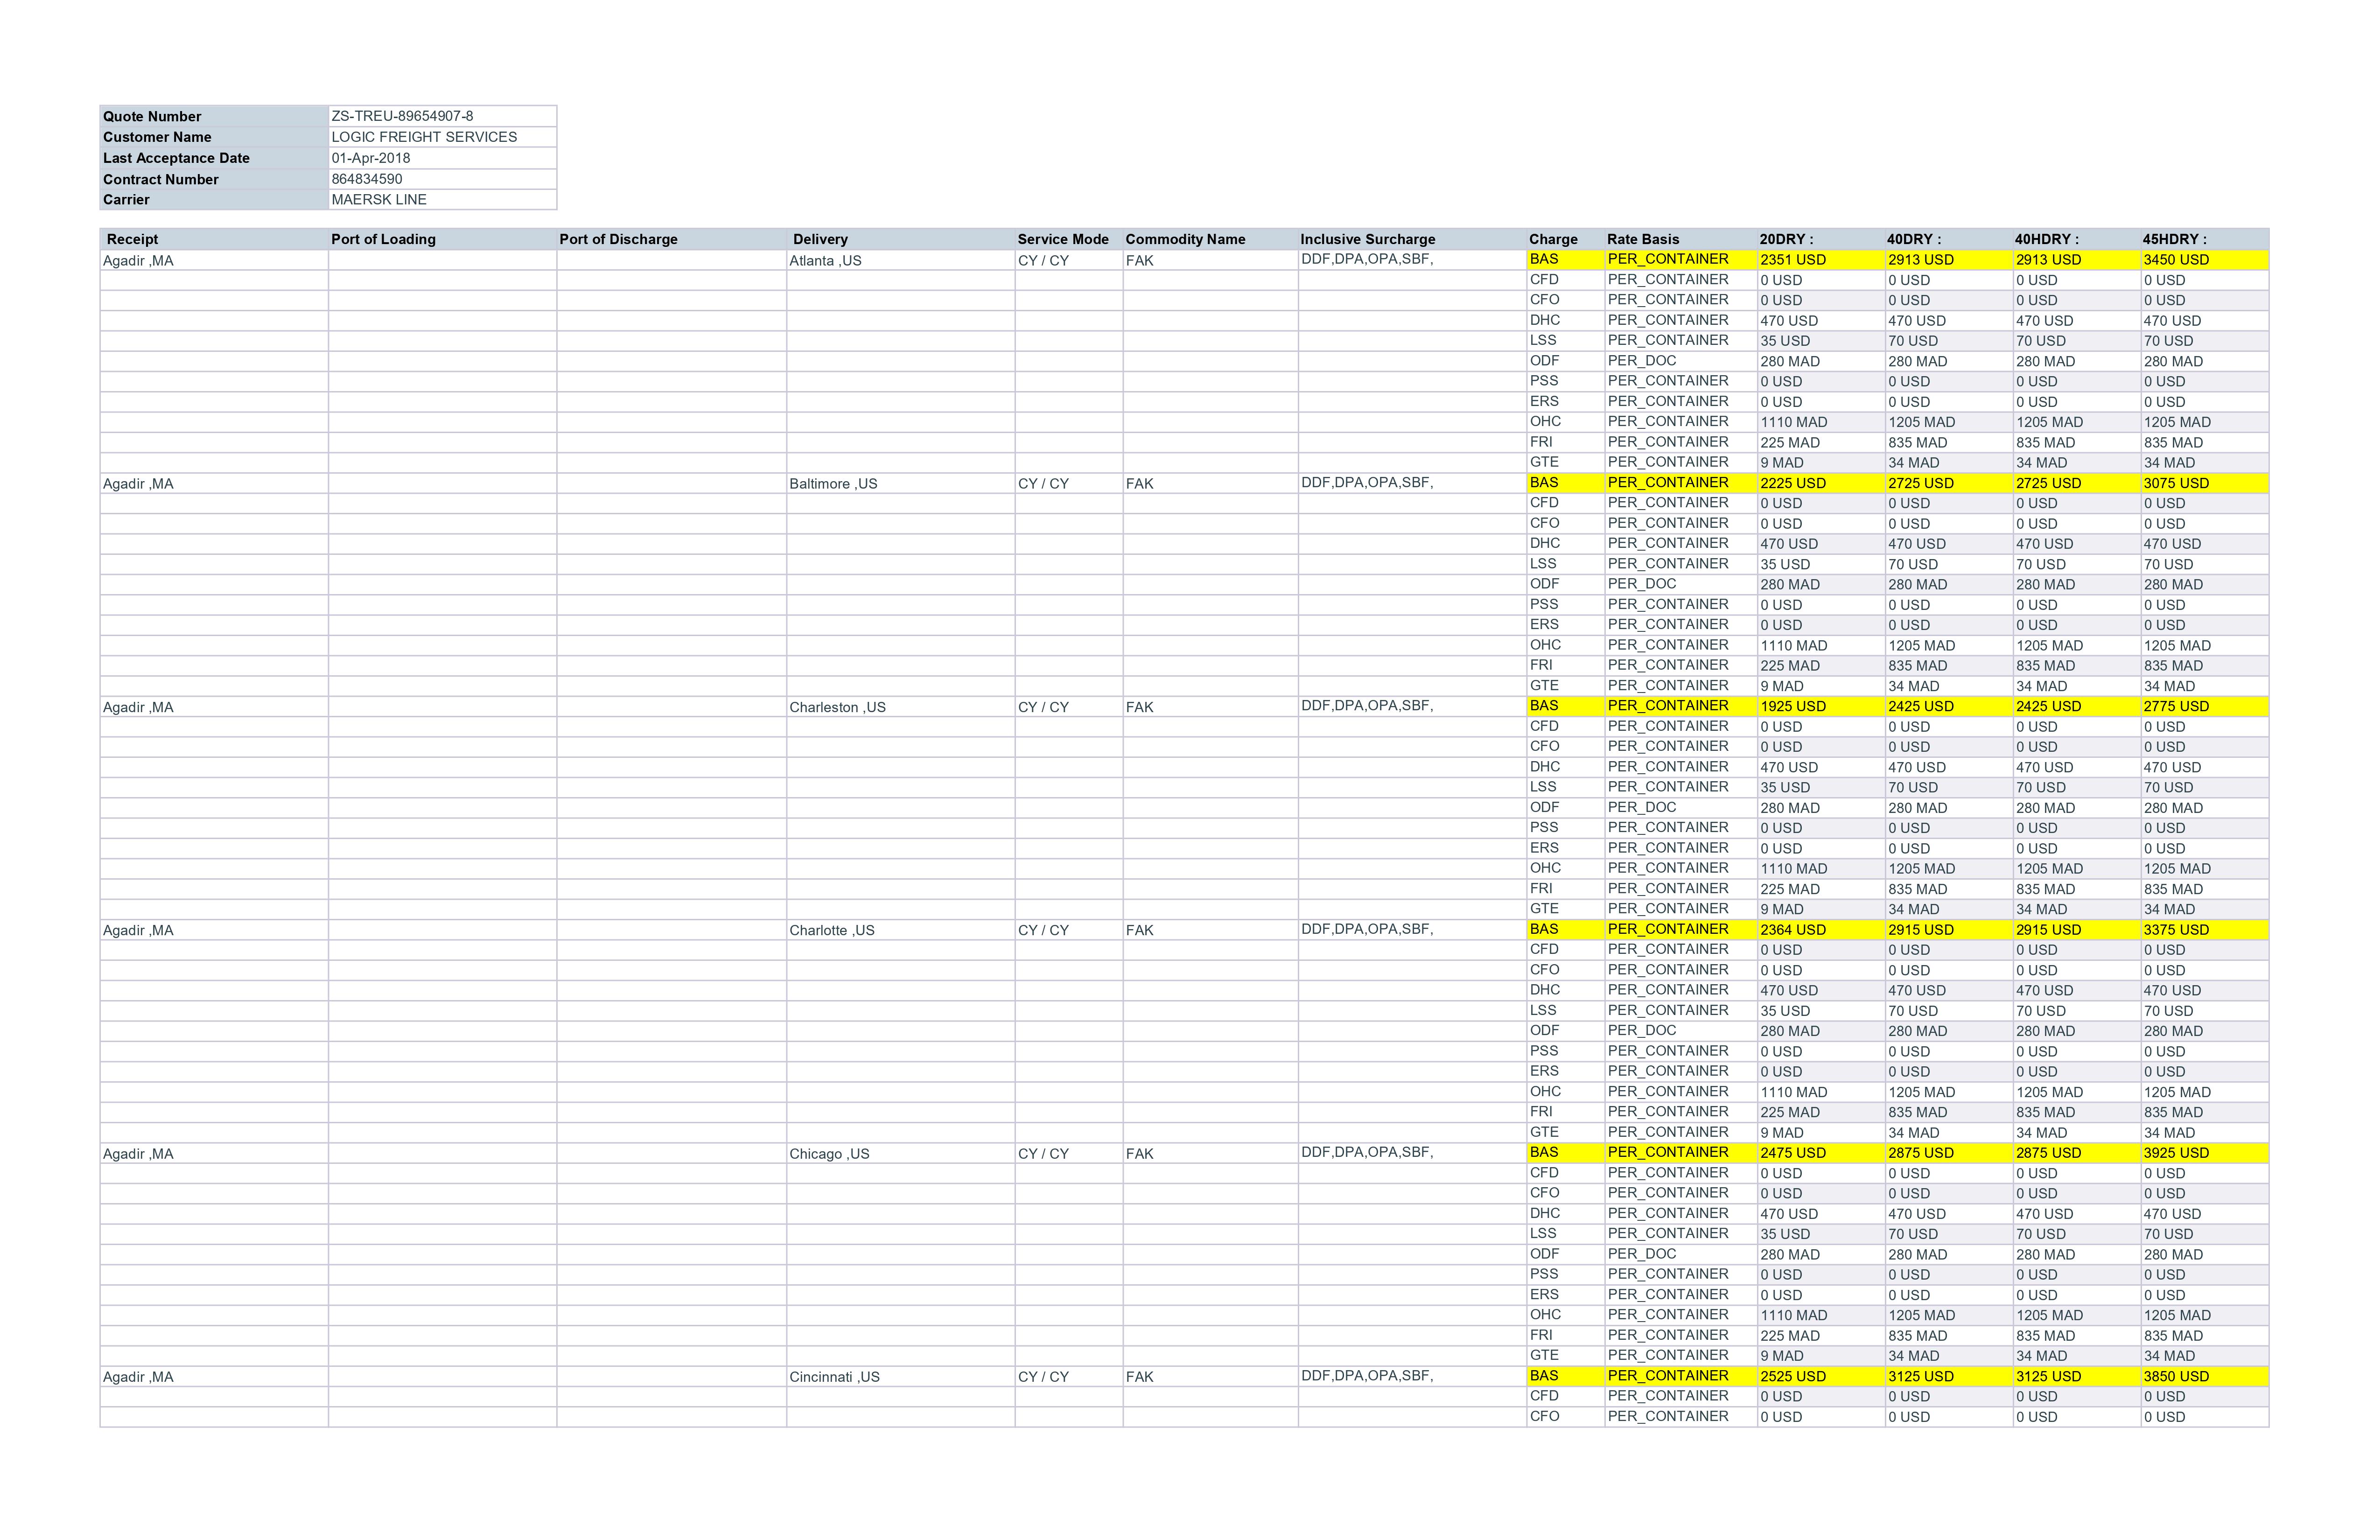 Quote Number ZS-TREU-89654907-8
Customer Name LOGIC FREIGHT SERVICES
Last Acceptance Date 01-Apr-2018
Contract Number 864834590
Carrier MAERSK LINE
Receipt Port of Loading Port of Discharge Delivery Service Mode Commodity Name Inclusive Surcharge Charge Rate Basis 20DRY : 40DRY : 40HDRY : 45HDRY :
Agadir ,MA Atlanta ,US CY / CY FAK DDF,DPA,OPA,SBF, BAS PER_CONTAINER 2351 USD 2913 USD 2913 USD 3450 USD
CFD PER_CONTAINER 0 USD 0 USD 0 USD 0 USD
CFO PER_CONTAINER 0 USD 0 USD 0 USD 0 USD
DHC PER_CONTAINER 470 USD 470 USD 470 USD 470 USD
LSS PER_CONTAINER 35 USD 70 USD 70 USD 70 USD
ODF PER_DOC 280 MAD 280 MAD 280 MAD 280 MAD
PSS PER_CONTAINER 0 USD 0 USD 0 USD 0 USD
ERS PER_CONTAINER 0 USD 0 USD 0 USD 0 USD
OHC PER_CONTAINER 1110 MAD 1205 MAD 1205 MAD 1205 MAD
FRI PER_CONTAINER 225 MAD 835 MAD 835 MAD 835 MAD
GTE PER_CONTAINER 9 MAD 34 MAD 34 MAD 34 MAD
Agadir ,MA Baltimore ,US CY / CY FAK DDF,DPA,OPA,SBF, BAS PER_CONTAINER 2225 USD 2725 USD 2725 USD 3075 USD
CFD PER_CONTAINER 0 USD 0 USD 0 USD 0 USD
CFO PER_CONTAINER 0 USD 0 USD 0 USD 0 USD
DHC PER_CONTAINER 470 USD 470 USD 470 USD 470 USD
LSS PER_CONTAINER 35 USD 70 USD 70 USD 70 USD
ODF PER_DOC 280 MAD 280 MAD 280 MAD 280 MAD
PSS PER_CONTAINER 0 USD 0 USD 0 USD 0 USD
ERS PER_CONTAINER 0 USD 0 USD 0 USD 0 USD
OHC PER_CONTAINER 1110 MAD 1205 MAD 1205 MAD 1205 MAD
FRI PER_CONTAINER 225 MAD 835 MAD 835 MAD 835 MAD
GTE PER_CONTAINER 9 MAD 34 MAD 34 MAD 34 MAD
Agadir ,MA Charleston ,US CY / CY FAK DDF,DPA,OPA,SBF, BAS PER_CONTAINER 1925 USD 2425 USD 2425 USD 2775 USD
CFD PER_CONTAINER 0 USD 0 USD 0 USD 0 USD
CFO PER_CONTAINER 0 USD 0 USD 0 USD 0 USD
DHC PER_CONTAINER 470 USD 470 USD 470 USD 470 USD
LSS PER_CONTAINER 35 USD 70 USD 70 USD 70 USD
ODF PER_DOC 280 MAD 280 MAD 280 MAD 280 MAD
PSS PER_CONTAINER 0 USD 0 USD 0 USD 0 USD
ERS PER_CONTAINER 0 USD 0 USD 0 USD 0 USD
OHC PER_CONTAINER 1110 MAD 1205 MAD 1205 MAD 1205 MAD
FRI PER_CONTAINER 225 MAD 835 MAD 835 MAD 835 MAD
GTE PER_CONTAINER 9 MAD 34 MAD 34 MAD 34 MAD
Agadir ,MA Charlotte ,US CY / CY FAK DDF,DPA,OPA,SBF, BAS PER_CONTAINER 2364 USD 2915 USD 2915 USD 3375 USD
CFD PER_CONTAINER 0 USD 0 USD 0 USD 0 USD
CFO PER_CONTAINER 0 USD 0 USD 0 USD 0 USD
DHC PER_CONTAINER 470 USD 470 USD 470 USD 470 USD
LSS PER_CONTAINER 35 USD 70 USD 70 USD 70 USD
ODF PER_DOC 280 MAD 280 MAD 280 MAD 280 MAD
PSS PER_CONTAINER 0 USD 0 USD 0 USD 0 USD
ERS PER_CONTAINER 0 USD 0 USD 0 USD 0 USD
OHC PER_CONTAINER 1110 MAD 1205 MAD 1205 MAD 1205 MAD
FRI PER_CONTAINER 225 MAD 835 MAD 835 MAD 835 MAD
GTE PER_CONTAINER 9 MAD 34 MAD 34 MAD 34 MAD
Agadir ,MA Chicago ,US CY / CY FAK DDF,DPA,OPA,SBF, BAS PER_CONTAINER 2475 USD 2875 USD 2875 USD 3925 USD
CFD PER_CONTAINER 0 USD 0 USD 0 USD 0 USD
CFO PER_CONTAINER 0 USD 0 USD 0 USD 0 USD
DHC PER_CONTAINER 470 USD 470 USD 470 USD 470 USD
LSS PER_CONTAINER 35 USD 70 USD 70 USD 70 USD
ODF PER_DOC 280 MAD 280 MAD 280 MAD 280 MAD
PSS PER_CONTAINER 0 USD 0 USD 0 USD 0 USD
ERS PER_CONTAINER 0 USD 0 USD 0 USD 0 USD
OHC PER_CONTAINER 1110 MAD 1205 MAD 1205 MAD 1205 MAD
FRI PER_CONTAINER 225 MAD 835 MAD 835 MAD 835 MAD
GTE PER_CONTAINER 9 MAD 34 MAD 34 MAD 34 MAD
Agadir ,MA Cincinnati ,US CY / CY FAK DDF,DPA,OPA,SBF, BAS PER_CONTAINER 2525 USD 3125 USD 3125 USD 3850 USD
CFD PER_CONTAINER 0 USD 0 USD 0 USD 0 USD
CFO PER_CONTAINER 0 USD 0 USD 0 USD 0 USD